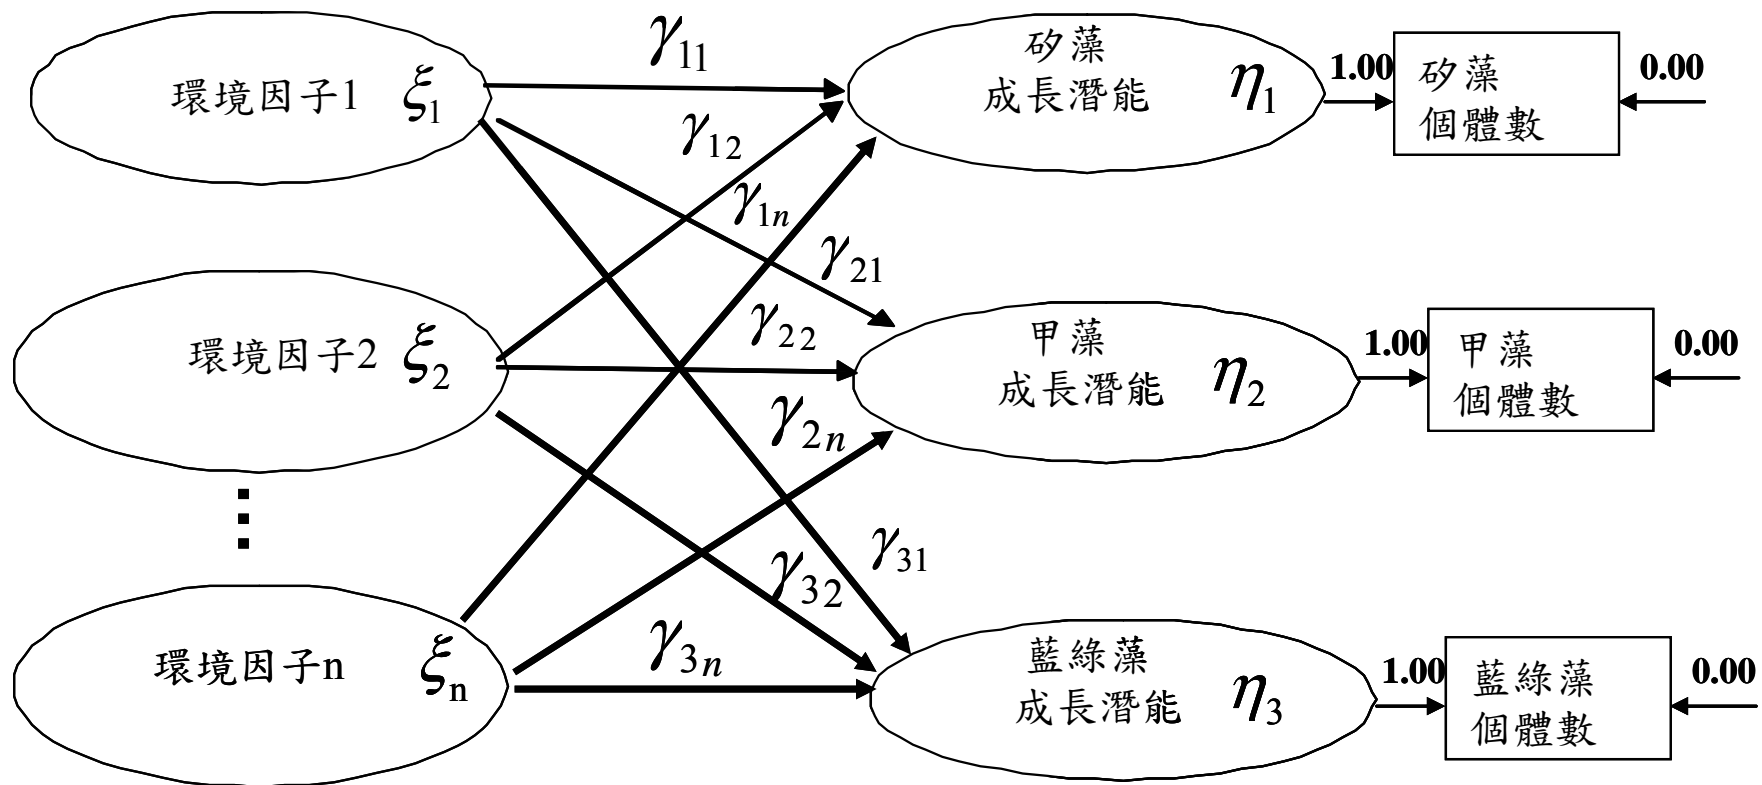 環境因子1 ξ1
γ11
矽藻
成長潛能 η1
1.00
矽藻
個體數
0.00
γ12
γ1n
γ21
環境因子2 ξ2
γ22
甲藻
成長潛能 η2
1.00
甲藻
個體數
0.00
γ2n
γ31
γ32
環境因子n ξn
γ3n
藍綠藻
成長潛能 η3
1.00
藍綠藻
個體數
0.00